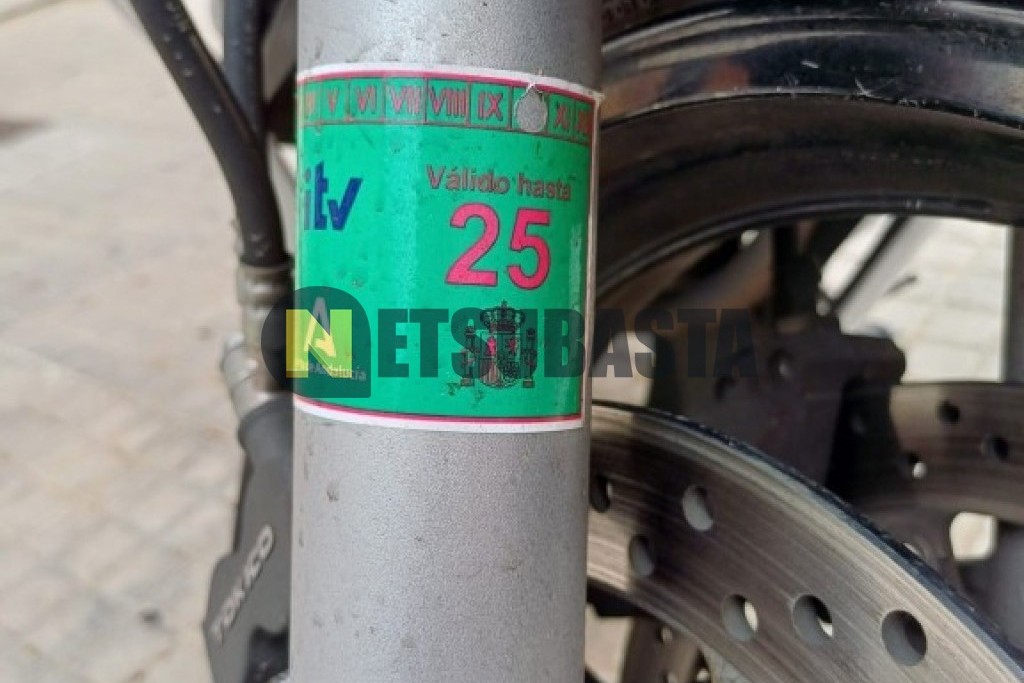 V VI VII VIII IX XI
itv
Válido hasta
25
A
NETSUBASTA
TOKICO